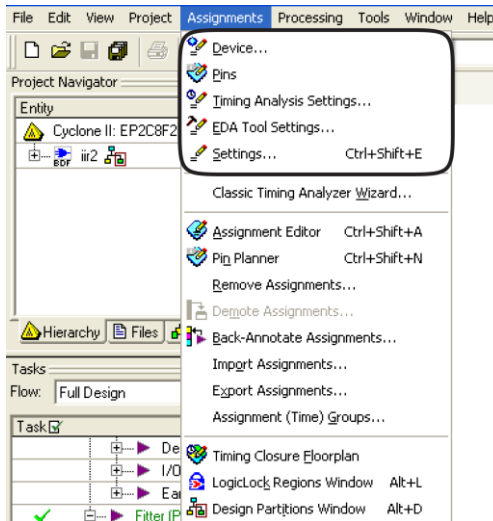 File Edit View Project Assignments Processing Tools Window Help
Device...
Project Navigator
Pins
Entity
Timing Analysis Settings...
Cyclone II: EP2C8F2
EDA Tool Settings...
iir2
BDF
Settings... Ctrl+Shift+E
Classic Timing Analyzer Wizard...
Assignment Editor Ctrl+Shift+A
Pin Planner Ctrl+Shift+N
Remove Assignments...
Demote Assignments...
Hierarchy Files
Back-Annotate Assignments...
Tasks
Import Assignments...
Flow: Full Design
Export Assignments...
Assignment (Time) Groups...
Task
De
Timing Closure Floorplan
I/O
LogicLock Regions Window Alt+L
Ear
Design Partitions Window Alt+D
Fitter (P